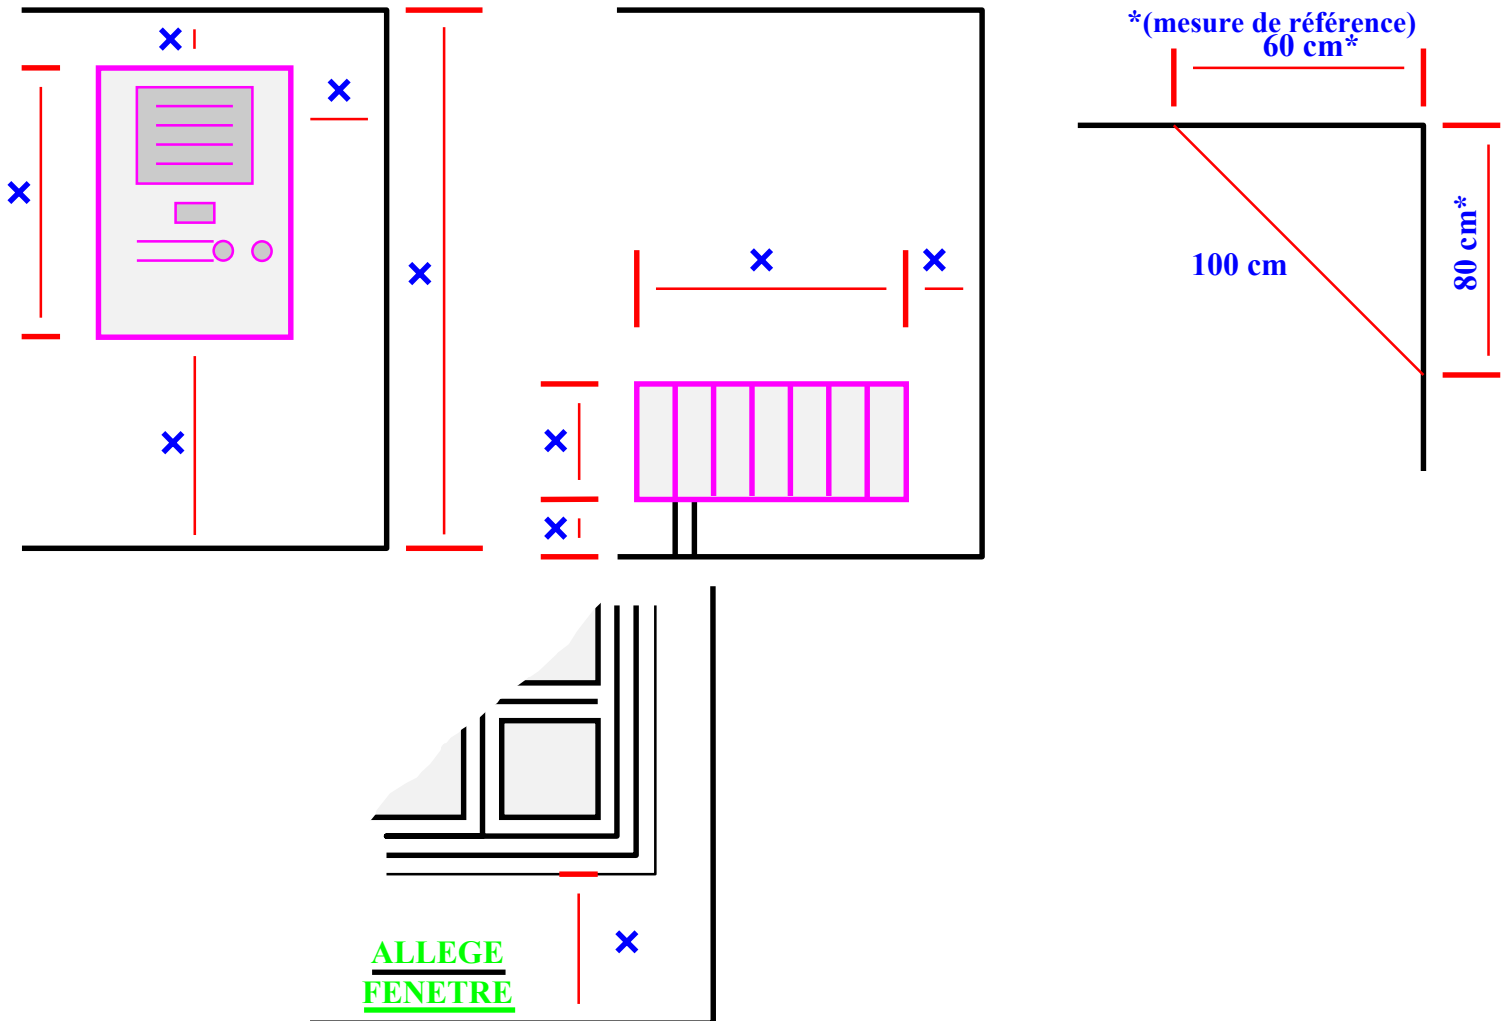 *(mesure de référence)
60 cm*
100 cm
80 cm*
ALLEGE
FENETRE